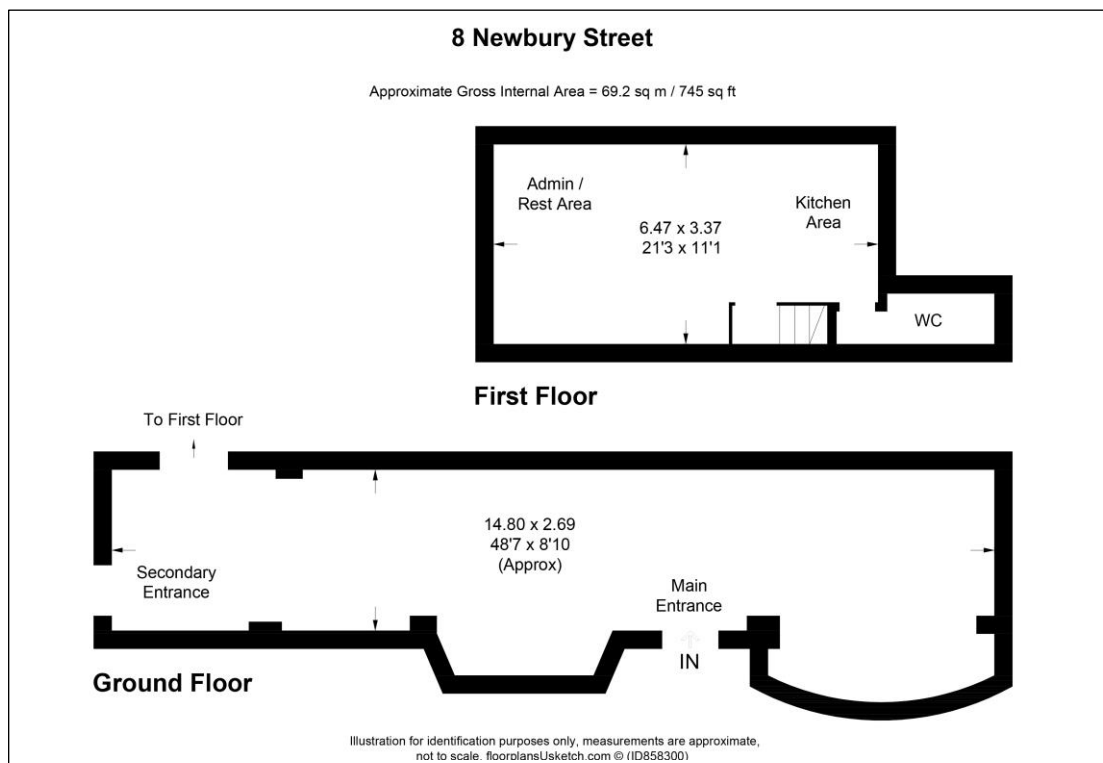 8 Newbury Street
Approximate Gross Internal Area = 69.2 sq m / 745 sq ft
Admin /
Rest Area
6.47 x 3.37
21'3 x 11'1
Kitchen
Area
WC
First Floor
To First Floor
14.80 x 2.69
48'7 x 8'10
(Approx)
Secondary
Entrance
Main
Entrance
IN
Ground Floor
Illustration for identification purposes only, measurements are approximate,
not to scale. floorplansUsketch.com © (ID858300)